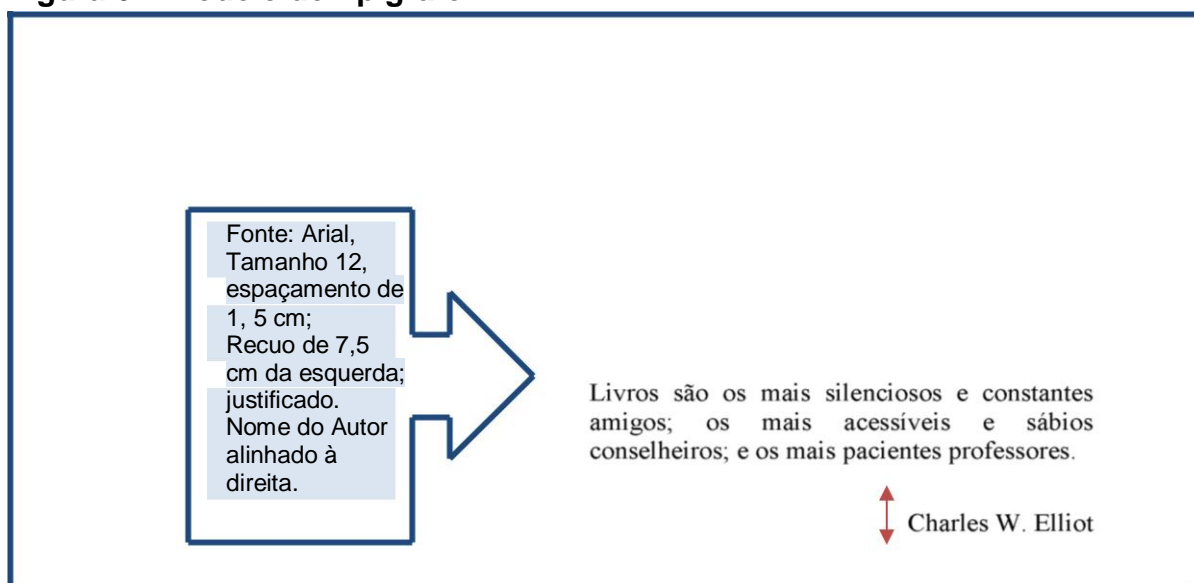 Fonte: Arial,
Tamanho 12,
espaçamento de
1, 5 cm;
Recuo de 7,5
cm da esquerda;
justificado.
Nome do Autor
alinhado à
direita.
Livros são os mais silenciosos e constantes
amigos; os mais acessíveis e sábios
conselheiros; e os mais pacientes professores.
Charles W. Elliot